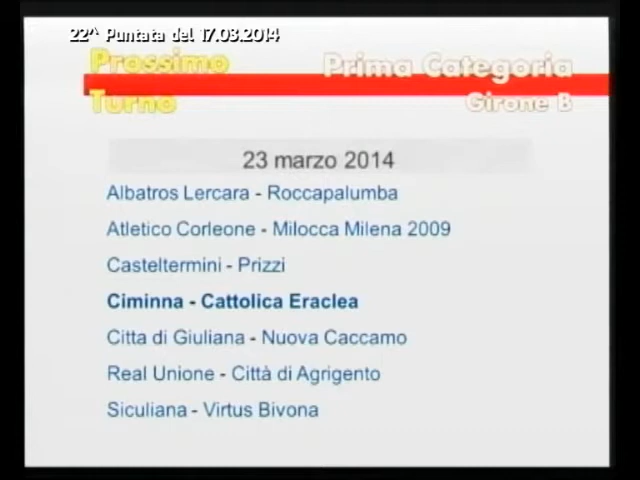 22^ Puntata del 17.03.2014
Prossimo
Turno
Prima Categoria
Girone B
23 marzo 2014
Albatros Lercara - Roccapalumba
Atletico Corleone - Milocca Milena 2009
Casteltermini - Prizzi
Ciminna - Cattolica Eraclea
Citta di Giuliana - Nuova Caccamo
Real Unione - Città di Agrigento
Siculiana - Virtus Bivona